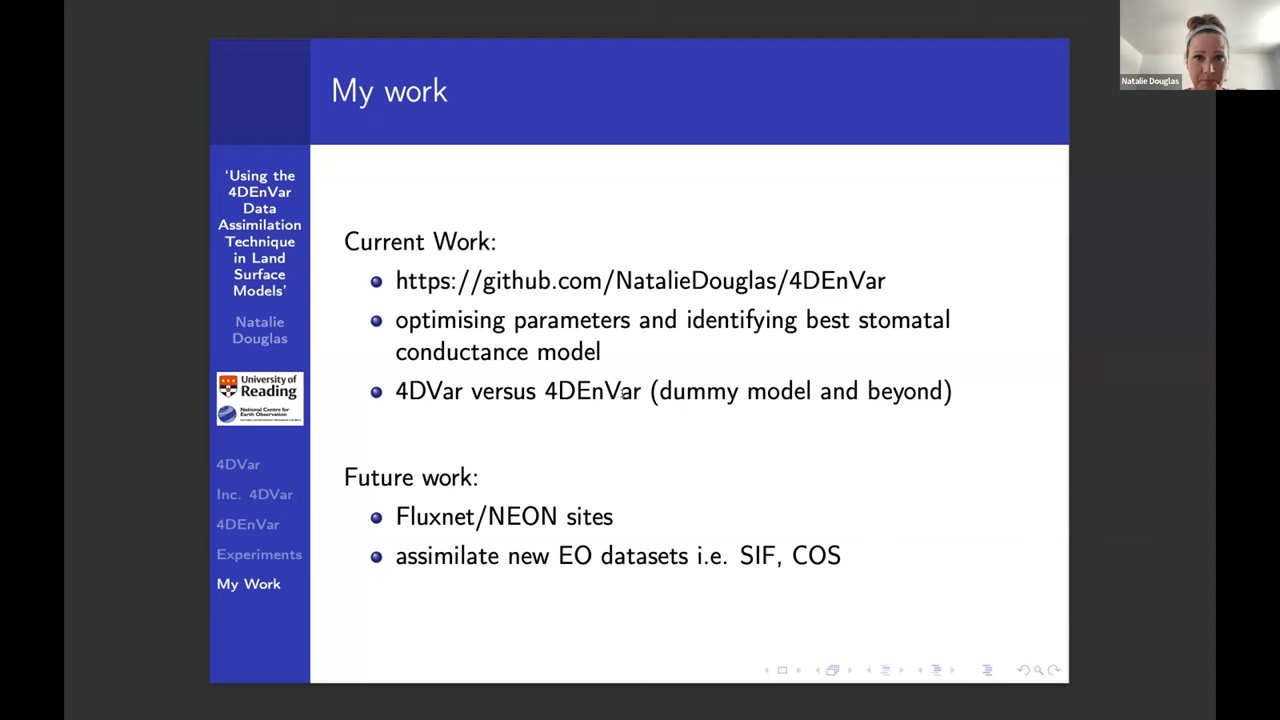 Natalie Douglas
My work
'Using the
4DEnVar
Data
Assimilation
Technique
in Land
Surface
Models'
Natalie
Douglas
University of
Reading
National Centre for
Earth Observation
4DVar
Inc. 4DVar
4DEnVar
Experiments
My Work
Current Work:
https://github.com/NatalieDouglas/4DEnVar
optimising parameters and identifying best stomatal
conductance model
4DVar versus 4DEnVar (dummy model and beyond)
Future work:
Fluxnet/NEON sites
assimilate new EO datasets i.e. SIF, COS